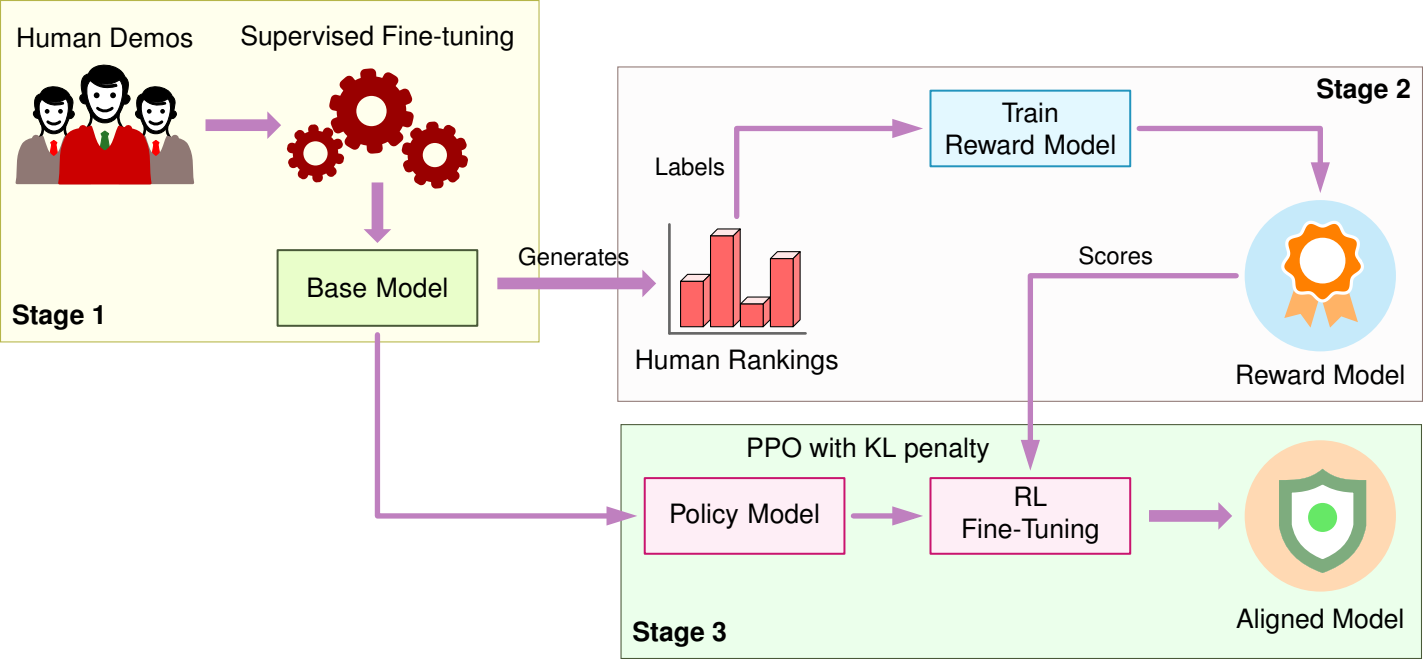 Human Demos
Supervised Fine-tuning
Base Model
Stage 1
Generates
Stage 2
Labels
Train
Reward Model
Human Rankings
Scores
Reward Model
PPO with KL penalty
Policy Model
RL
Fine-Tuning
Aligned Model
Stage 3